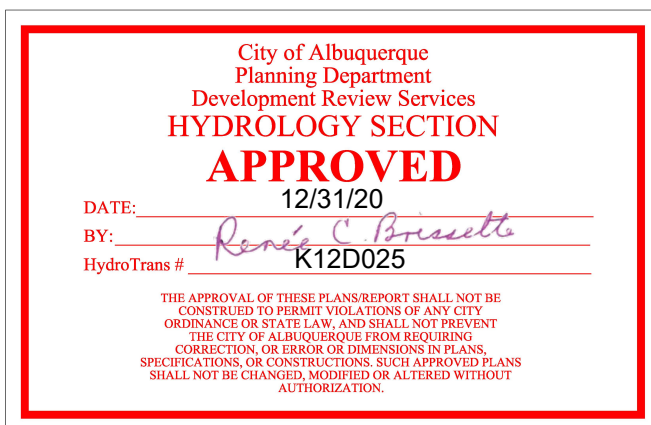 City of Albuquerque
Planning Department
Development Review Services
HYDROLOGY SECTION
APPROVED
DATE: 12/31/20
BY: Renée C. Brissette
HydroTrans # K12D025
THE APPROVAL OF THESE PLANS/REPORT SHALL NOT BE
CONSTRUED TO PERMIT VIOLATIONS OF ANY CITY
ORDINANCE OR STATE LAW, AND SHALL NOT PREVENT
THE CITY OF ALBUQUERQUE FROM REQUIRING
CORRECTION, OR ERROR OR DIMENSIONS IN PLANS,
SPECIFICATIONS, OR CONSTRUCTIONS. SUCH APPROVED PLANS
SHALL NOT BE CHANGED, MODIFIED OR ALTERED WITHOUT
AUTHORIZATION.